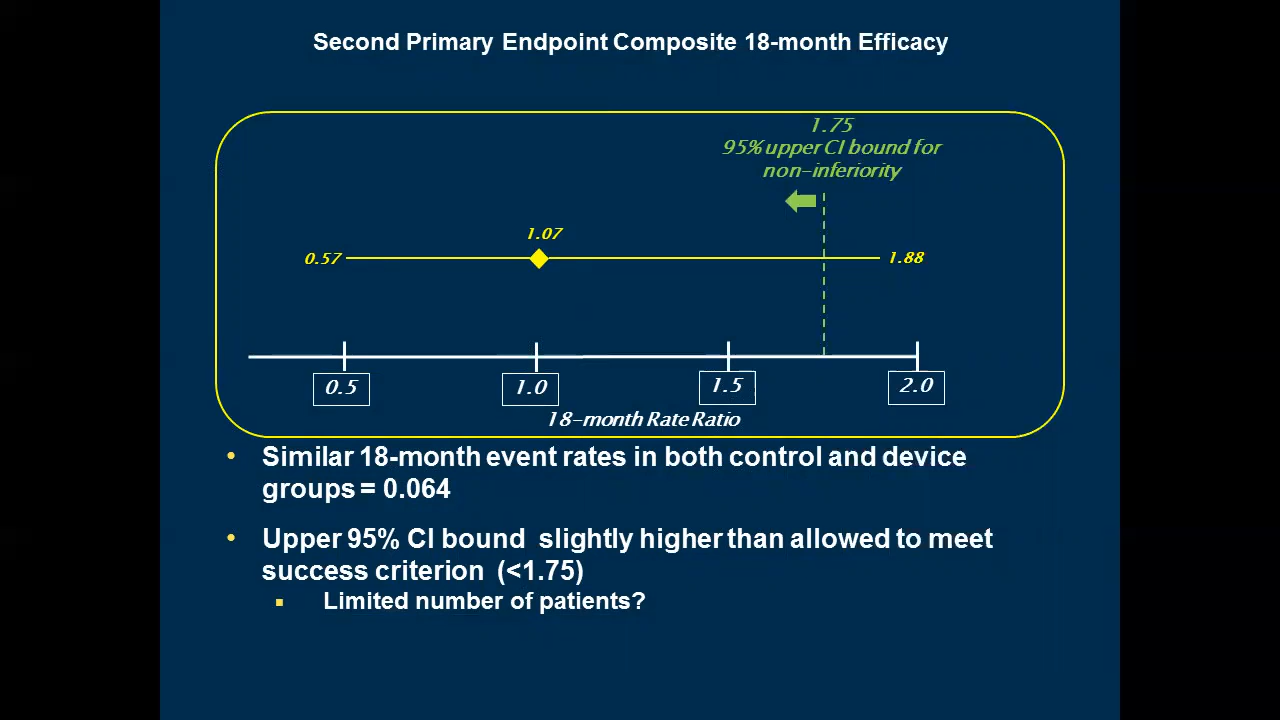 Second Primary Endpoint Composite 18-month Efficacy
1.75
95% upper CI bound for
non-inferiority
1.07
0.57
1.88
0.5
1.0
1.5
2.0
18-month Rate Ratio
• Similar 18-month event rates in both control and device
groups = 0.064
• Upper 95% CI bound slightly higher than allowed to meet
success criterion (<1.75)
▪ Limited number of patients?